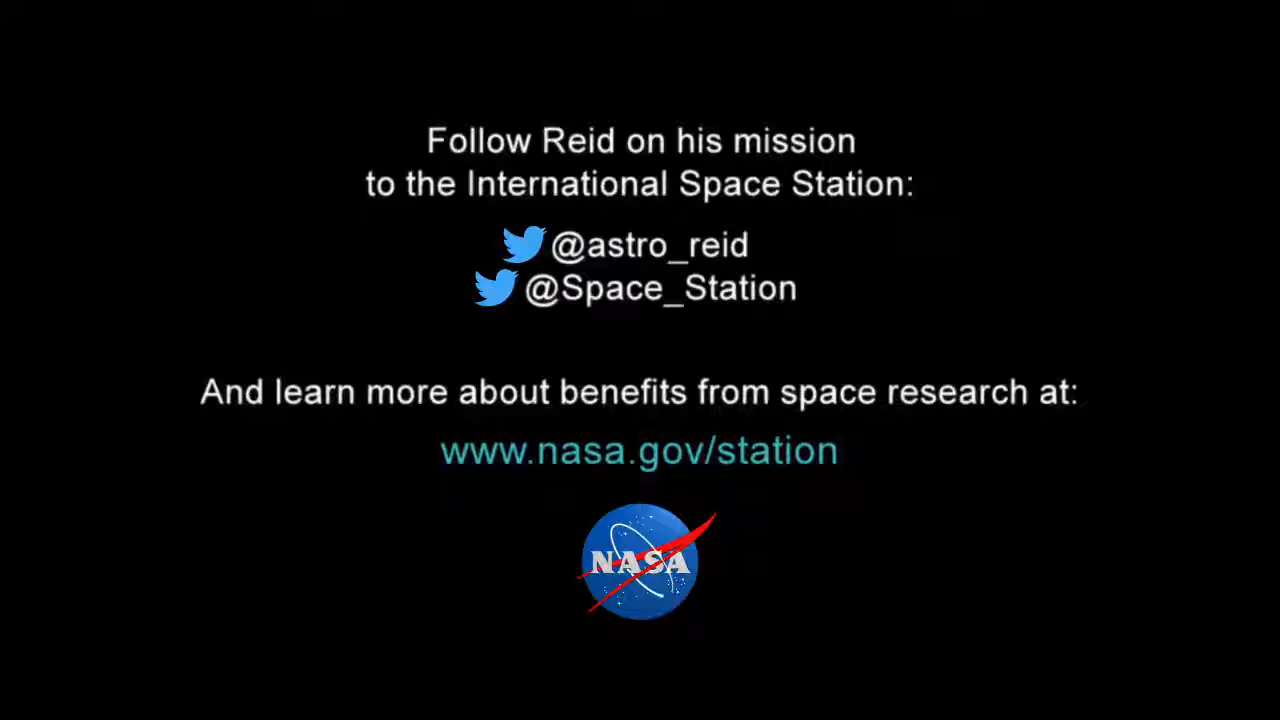 Follow Reid on his mission
to the International Space Station:
@astro_reid
@Space_Station
And learn more about benefits from space research at:
www.nasa.gov/station
NASA